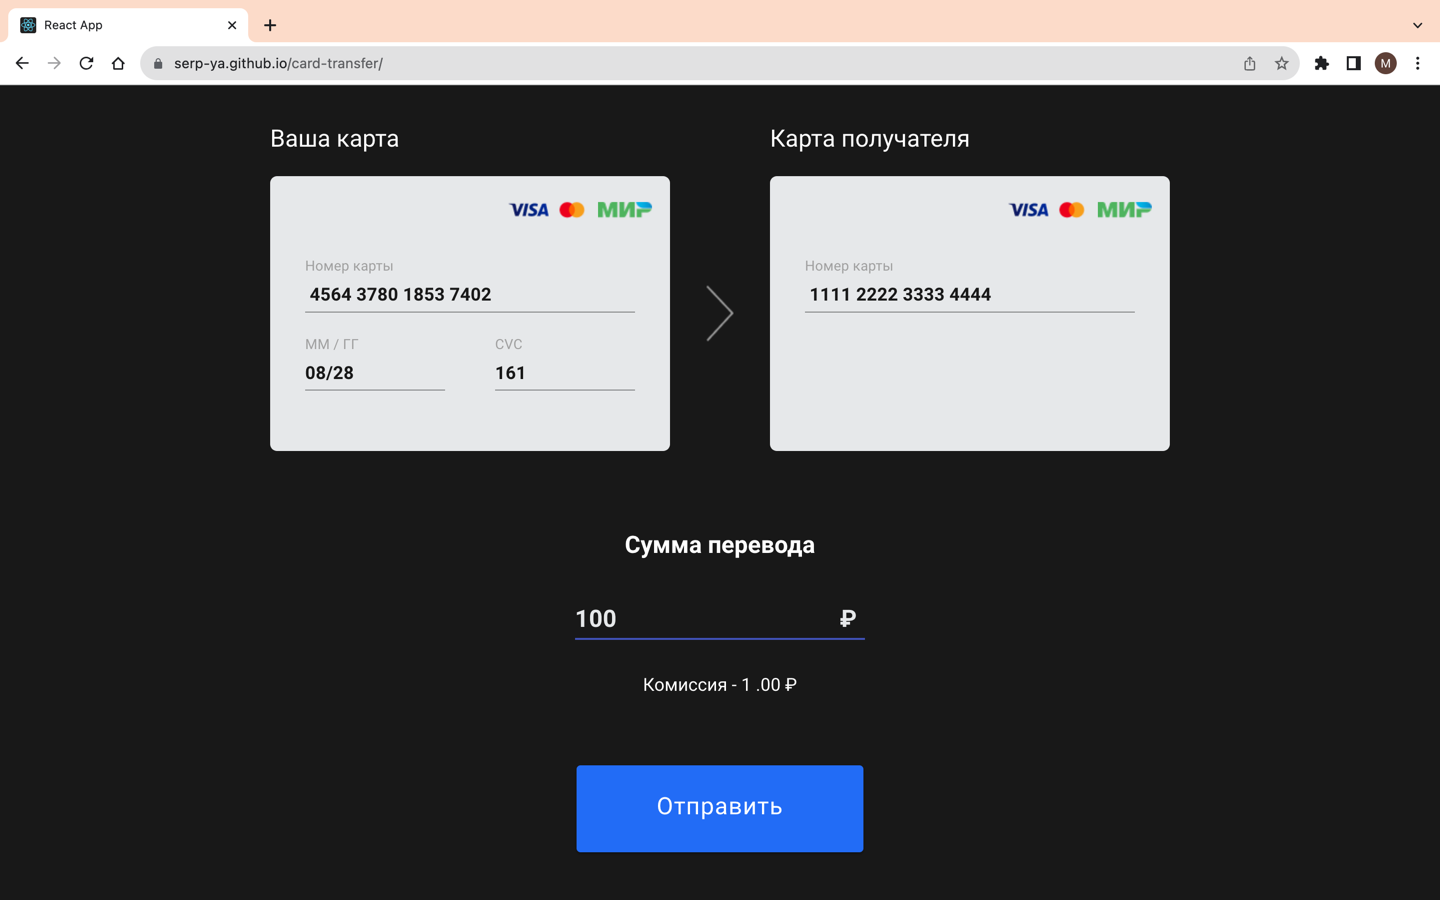 React App
serp-ya.github.io/card-transfer/
M
Ваша карта
VISA МИР
Номер карты
4564 3780 1853 7402
ММ / ГГ
CVC
08/28
161
Карта получателя
VISA МИР
Номер карты
1111 2222 3333 4444
Сумма перевода
100 ₽
Комиссия - 1 .00 ₽
Отправить